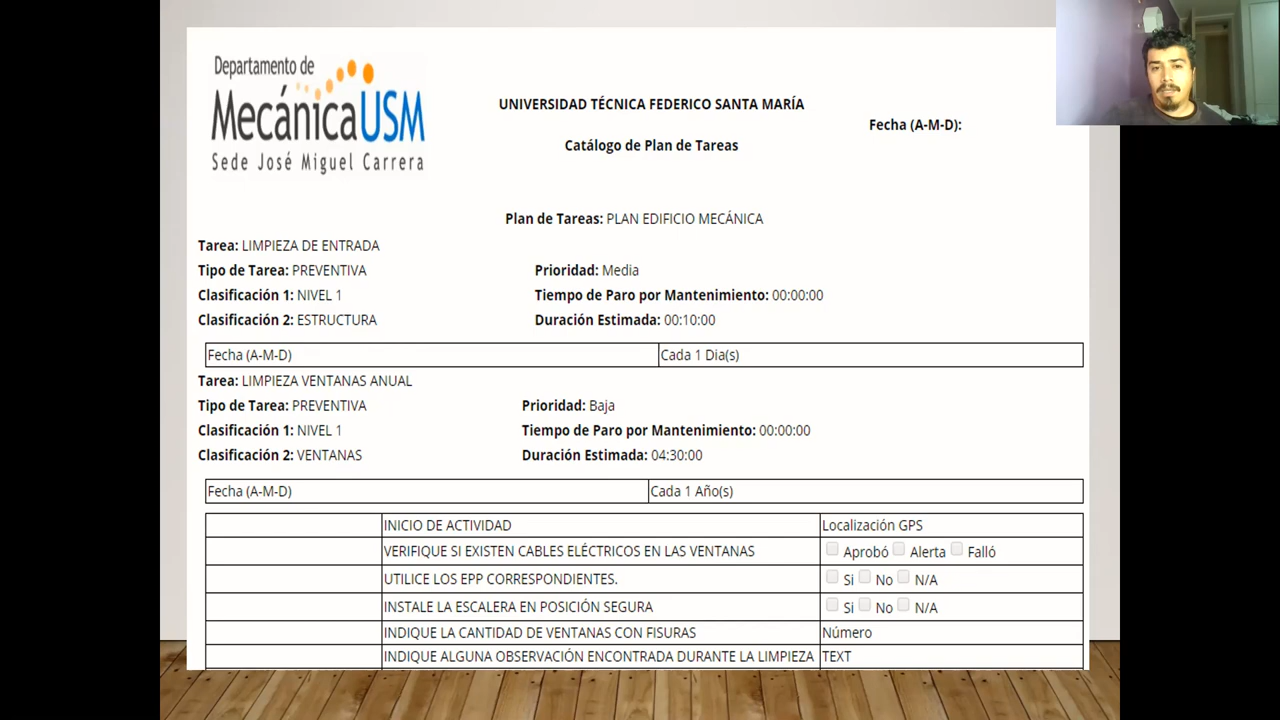 Departamento de
MecánicaUSM
Sede José Miguel Carrera
UNIVERSIDAD TÉCNICA FEDERICO SANTA MARÍA
Catálogo de Plan de Tareas
Fecha (A-M-D):
Plan de Tareas: PLAN EDIFICIO MECÁNICA
Tarea: LIMPIEZA DE ENTRADA
Tipo de Tarea: PREVENTIVA Prioridad: Media
Clasificación 1: NIVEL 1 Tiempo de Paro por Mantenimiento: 00:00:00
Clasificación 2: ESTRUCTURA Duración Estimada: 00:10:00
Fecha (A-M-D) Cada 1 Dia(s)
Tarea: LIMPIEZA VENTANAS ANUAL
Tipo de Tarea: PREVENTIVA Prioridad: Baja
Clasificación 1: NIVEL 1 Tiempo de Paro por Mantenimiento: 00:00:00
Clasificación 2: VENTANAS Duración Estimada: 04:30:00
Fecha (A-M-D) Cada 1 Año(s)
INICIO DE ACTIVIDAD Localización GPS
VERIFIQUE SI EXISTEN CABLES ELÉCTRICOS EN LAS VENTANAS Aprobó Alerta Falló
UTILICE LOS EPP CORRESPONDIENTES. Si No N/A
INSTALE LA ESCALERA EN POSICIÓN SEGURA Si No N/A
INDIQUE LA CANTIDAD DE VENTANAS CON FISURAS Número
INDIQUE ALGUNA OBSERVACIÓN ENCONTRADA DURANTE LA LIMPIEZA TEXT